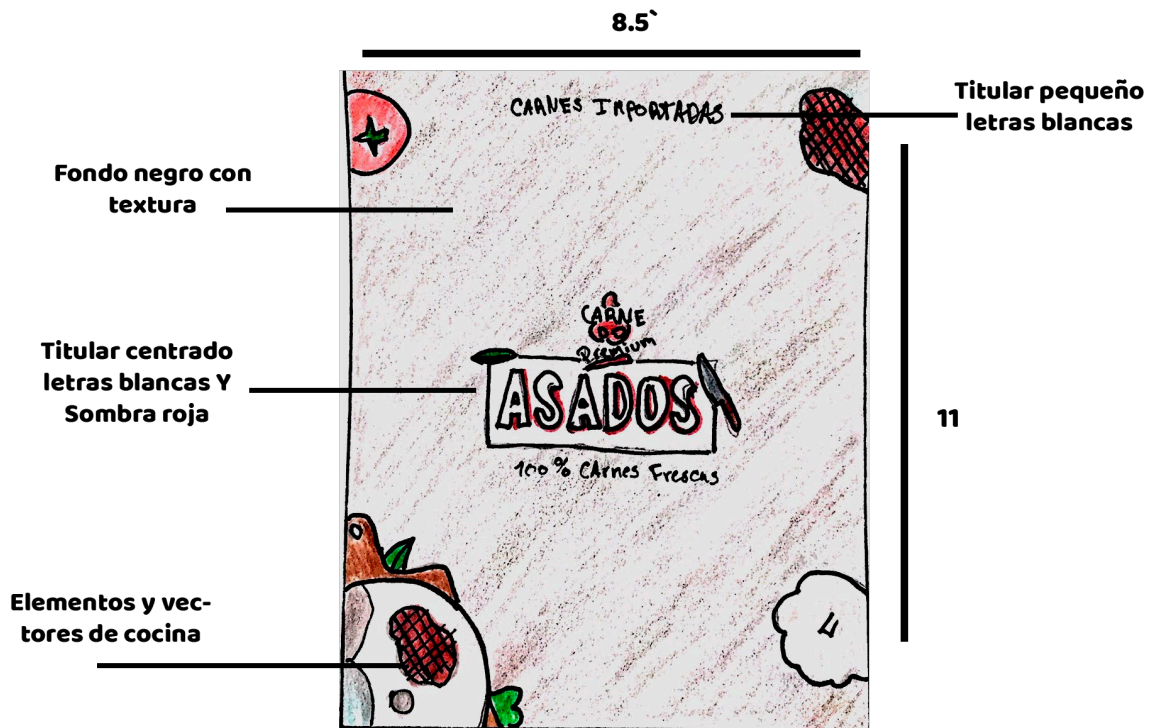 8.5`
CARNES IMPORTADAS
Titular pequeño
letras blancas
Fondo negro con
textura
CARNE
Premium
Titular centrado
letras blancas Y
Sombra roja
ASADOS
11
100% CArnes Frescas
Elementos y vec-
tores de cocina